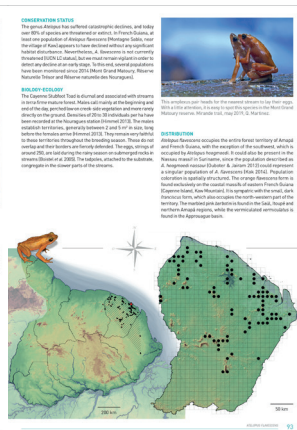 CONSERVATION STATUS
The genus Atelopus has suffered catastrophic declines, and today
over 80% of species are threatened or extinct. In French Guiana, at
least one population of Atelopus flavescens (Montagne Sable, near
the village of Kaw) appears to have declined without any significant
habitat disturbance. Nevertheless, A. flavescens is not currently
threatened (IUCN LC status), but we must remain vigilant in order to
detect any decline at an early stage. To this end, several populations
have been monitored since 2014 (Mont Grand Matoury, Réserve
Naturelle Trésor and Réserve naturelle des Nouragues).
BIOLOGY-ECOLOGY
The Cayenne Stubfoot Toad is diurnal and associated with streams
in terra firme mature forest. Males call mainly at the beginning and
end of the day, perched low on creek-side vegetation and more rarely
directly on the ground. Densities of 20 to 30 individuals per ha have
been recorded at the Nouragues station (Hirmmel 2013). The males
establish territories, generally between 2 and 5 m² in size, long
before the females arrive (Hirmmel 2013). They remain very faithful
to these territories throughout the breeding season. These do not
overlap and their borders are fiercely defended. The eggs, strings of
around 250, are laid during the rainy season on submerged rocks in
streams (Boistel et al. 2005). The tadpoles, attached to the substrate,
congregate in the slower parts of the streams.
This amplexus pair heads for the nearest stream to lay their eggs.
With a little attention, it is easy to spot this species in the Mont Grand
Matoury reserve. Mirande trail, may 2019, Q. Martinez.
DISTRIBUTION
Atelopus flavescens occupies the entire territory of Amapá
and French Guiana, with the exception of the southwest, which is
occupied by Atelopus hoogmoedi. It could also be present in the
Nassau massif in Suriname, since the population described as
A. hoogmoedi nassaui (Ouboter & Jairam 2012) could represent
a singular population of A. flavescens (Kok 2014). Population
coloration is spatially structured. The orange flavescens form is
found exclusively on the coastal massifs of eastern French Guiana
(Cayenne Island, Kaw Mountain). It is sympatric with the small, dark
franciscus form, which also occupies the north-western part of the
territory. The marbled pink form is found in the Saül, Itoupé and
northern Amapá regions, while the vermiculated vermiculatus is
found in the Approuague basin.
200 km
50 km
93